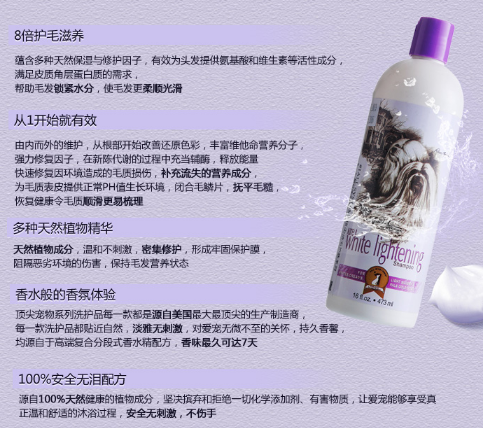 8倍护毛滋养
蕴含多种天然保湿与修护因子，有效为头发提供氨基酸和维生素等活性成分，
满足皮质角层蛋白质的需求，
帮助毛发锁紧水分，使毛发更柔顺光滑
从1开始就有效
由内而外的维护，从根部开始改善还原色彩，丰富维他命营养分子，
强力修复因子，在新陈代谢的过程中充当辅酶，释放能量
快速修复因环境造成的毛质损伤，补充流失的营养成分，
为毛质表皮提供正常PH值生长环境，闭合毛鳞片，抚平毛糙，
恢复健康令毛质顺滑更易梳理
多种天然植物精华
天然植物成分，温和不刺激，密集修护，形成牢固保护膜，
阻隔恶劣环境的伤害，保持毛发营养状态
香水般的香氛体验
顶尖宠物系列洗护品每一款都是源自美国最大最顶尖的生产制造商，
每一款洗护品都贴近自然，淡雅无刺激，对爱宠无微不至的关怀，持久香馨，
均源自于高端复合分段式香水精配方，香味最久可达7天
100%安全无泪配方
源自100%天然健康的植物成分，坚决摈弃和拒绝一切化学添加剂、有害物质，让爱宠能够享受真
正温和舒适的沐浴过程，安全无刺激，不伤手
White lightening
Shampoo
1
16 fl.oz. • 473 ml